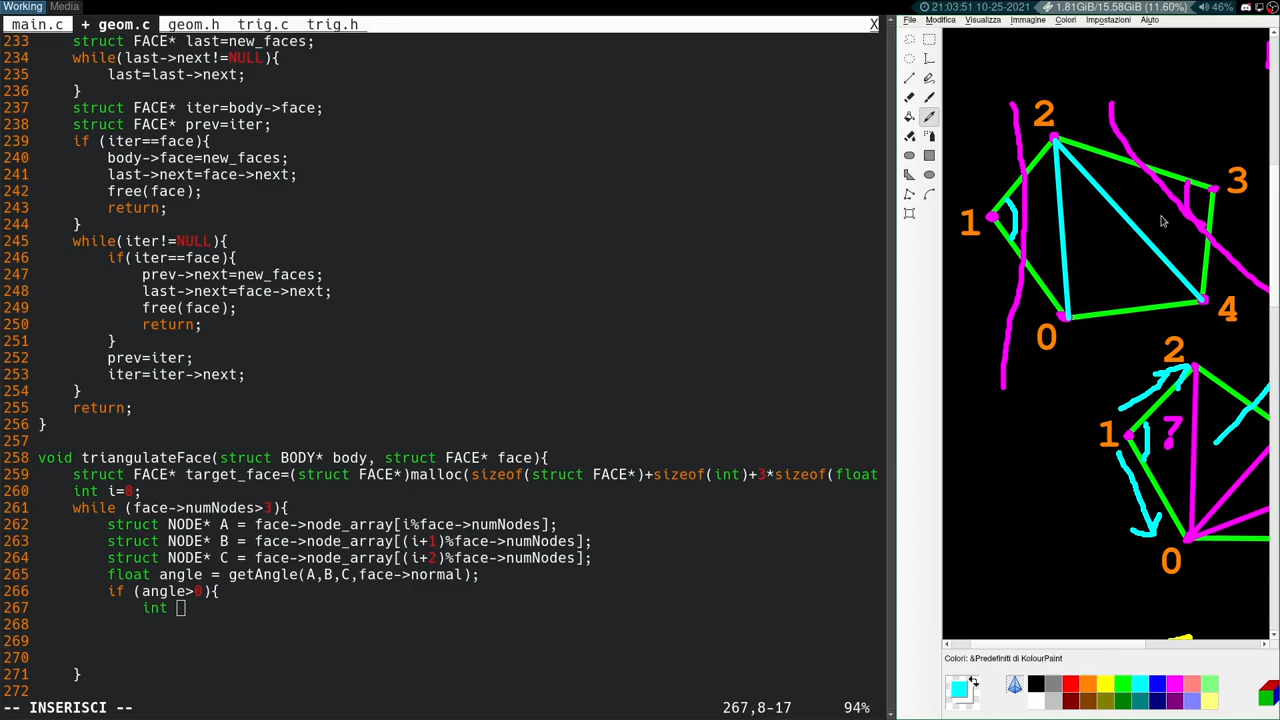 Working Media
21:03:51 10-25-2021 1.81GiB/15.58GiB (11.60%) 46%
main.c + geom.c geom.h trig.c trig.h X
File Modifica Visualizza Immagine Colori Impostazioni Aiuto
233 struct FACE* last=new_faces;
234 while(last->next!=NULL){
235 last=last->next;
236 }
237 struct FACE* iter=body->face;
238 struct FACE* prev=iter;
239 if (iter==face){
240 body->face=new_faces;
241 last->next=face->next;
242 free(face);
243 return;
244 }
245 while(iter!=NULL){
246 if(iter==face){
247 prev->next=new_faces;
248 last->next=face->next;
249 free(face);
250 return;
251 }
252 prev=iter;
253 iter=iter->next;
254 }
255 return;
256 }
257
258 void triangulateFace(struct BODY* body, struct FACE* face){
259 struct FACE* target_face=(struct FACE*)malloc(sizeof(struct FACE*)+sizeof(int)+3*sizeof(float
260 int i=0;
261 while (face->numNodes>3){
262 struct NODE* A = face->node_array[i%face->numNodes];
263 struct NODE* B = face->node_array[(i+1)%face->numNodes];
264 struct NODE* C = face->node_array[(i+2)%face->numNodes];
265 float angle = getAngle(A,B,C,face->normal);
266 if (angle>0){
267 int
268
269
270
271 }
272
-- INSERISCI -- 267,8-17 94%
2
3
1
4
0
2
1
?
0
Colori: &Predefiniti di KolourPaint